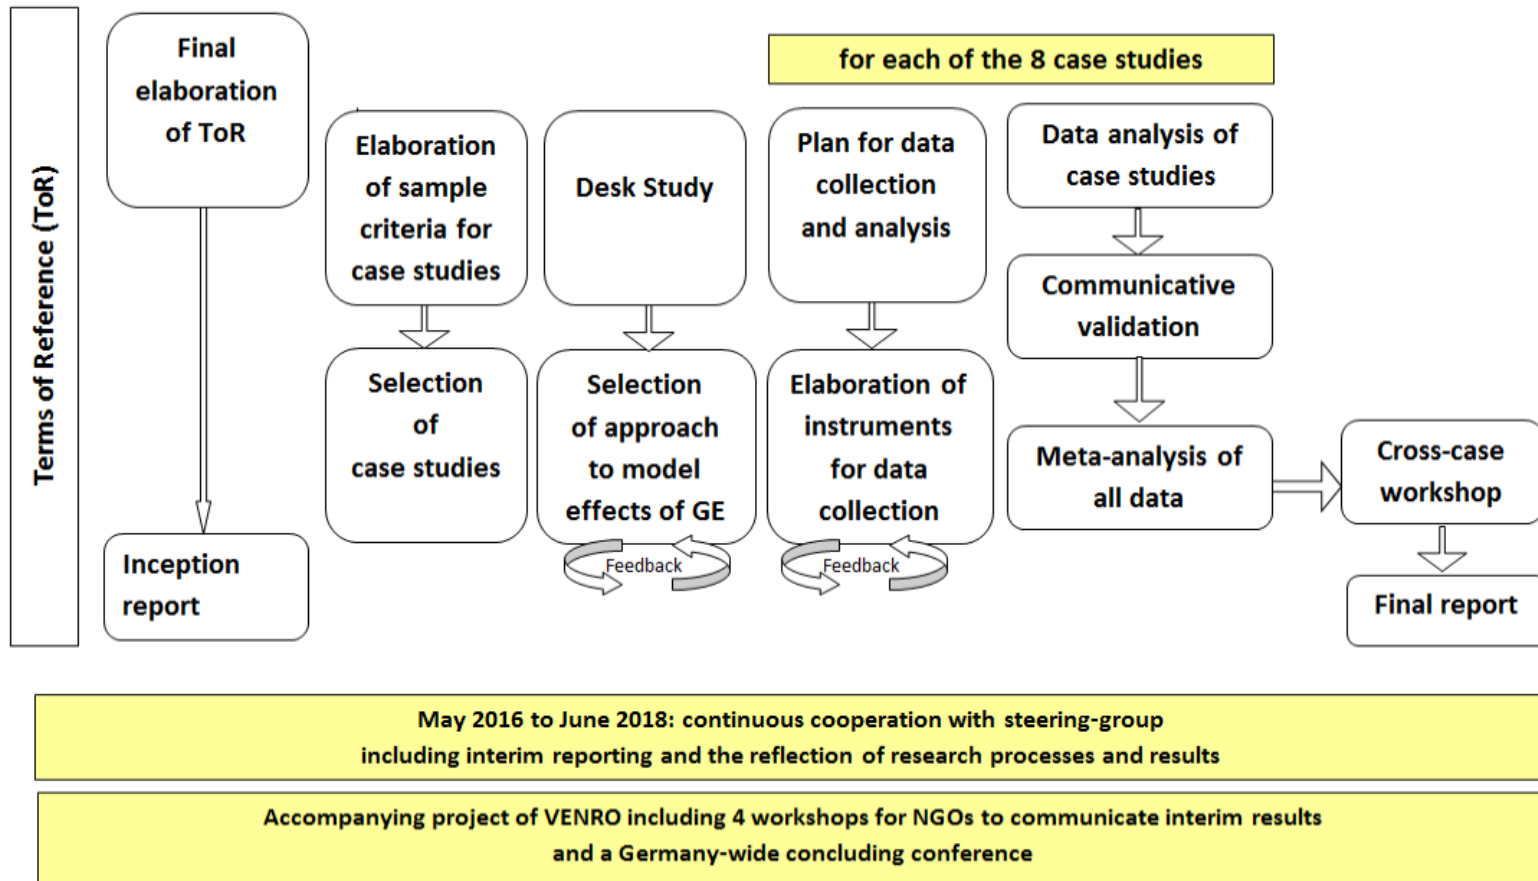 Terms of Reference (ToR)
Final
elaboration
of ToR
Inception
report
Elaboration
of sample
criteria for
case studies
Selection
of
case studies
Desk Study
Selection
of approach
to model
effects of GE
Feedback
for each of the 8 case studies
Plan for data
collection
and analysis
Elaboration of
instruments
for data
collection
Feedback
Data analysis of
case studies
Communicative
validation
Meta-analysis of
all data
Cross-case
workshop
Final report
May 2016 to June 2018: continuous cooperation with steering-group
including interim reporting and the reflection of research processes and results
Accompanying project of VENRO including 4 workshops for NGOs to communicate interim results
and a Germany-wide concluding conference